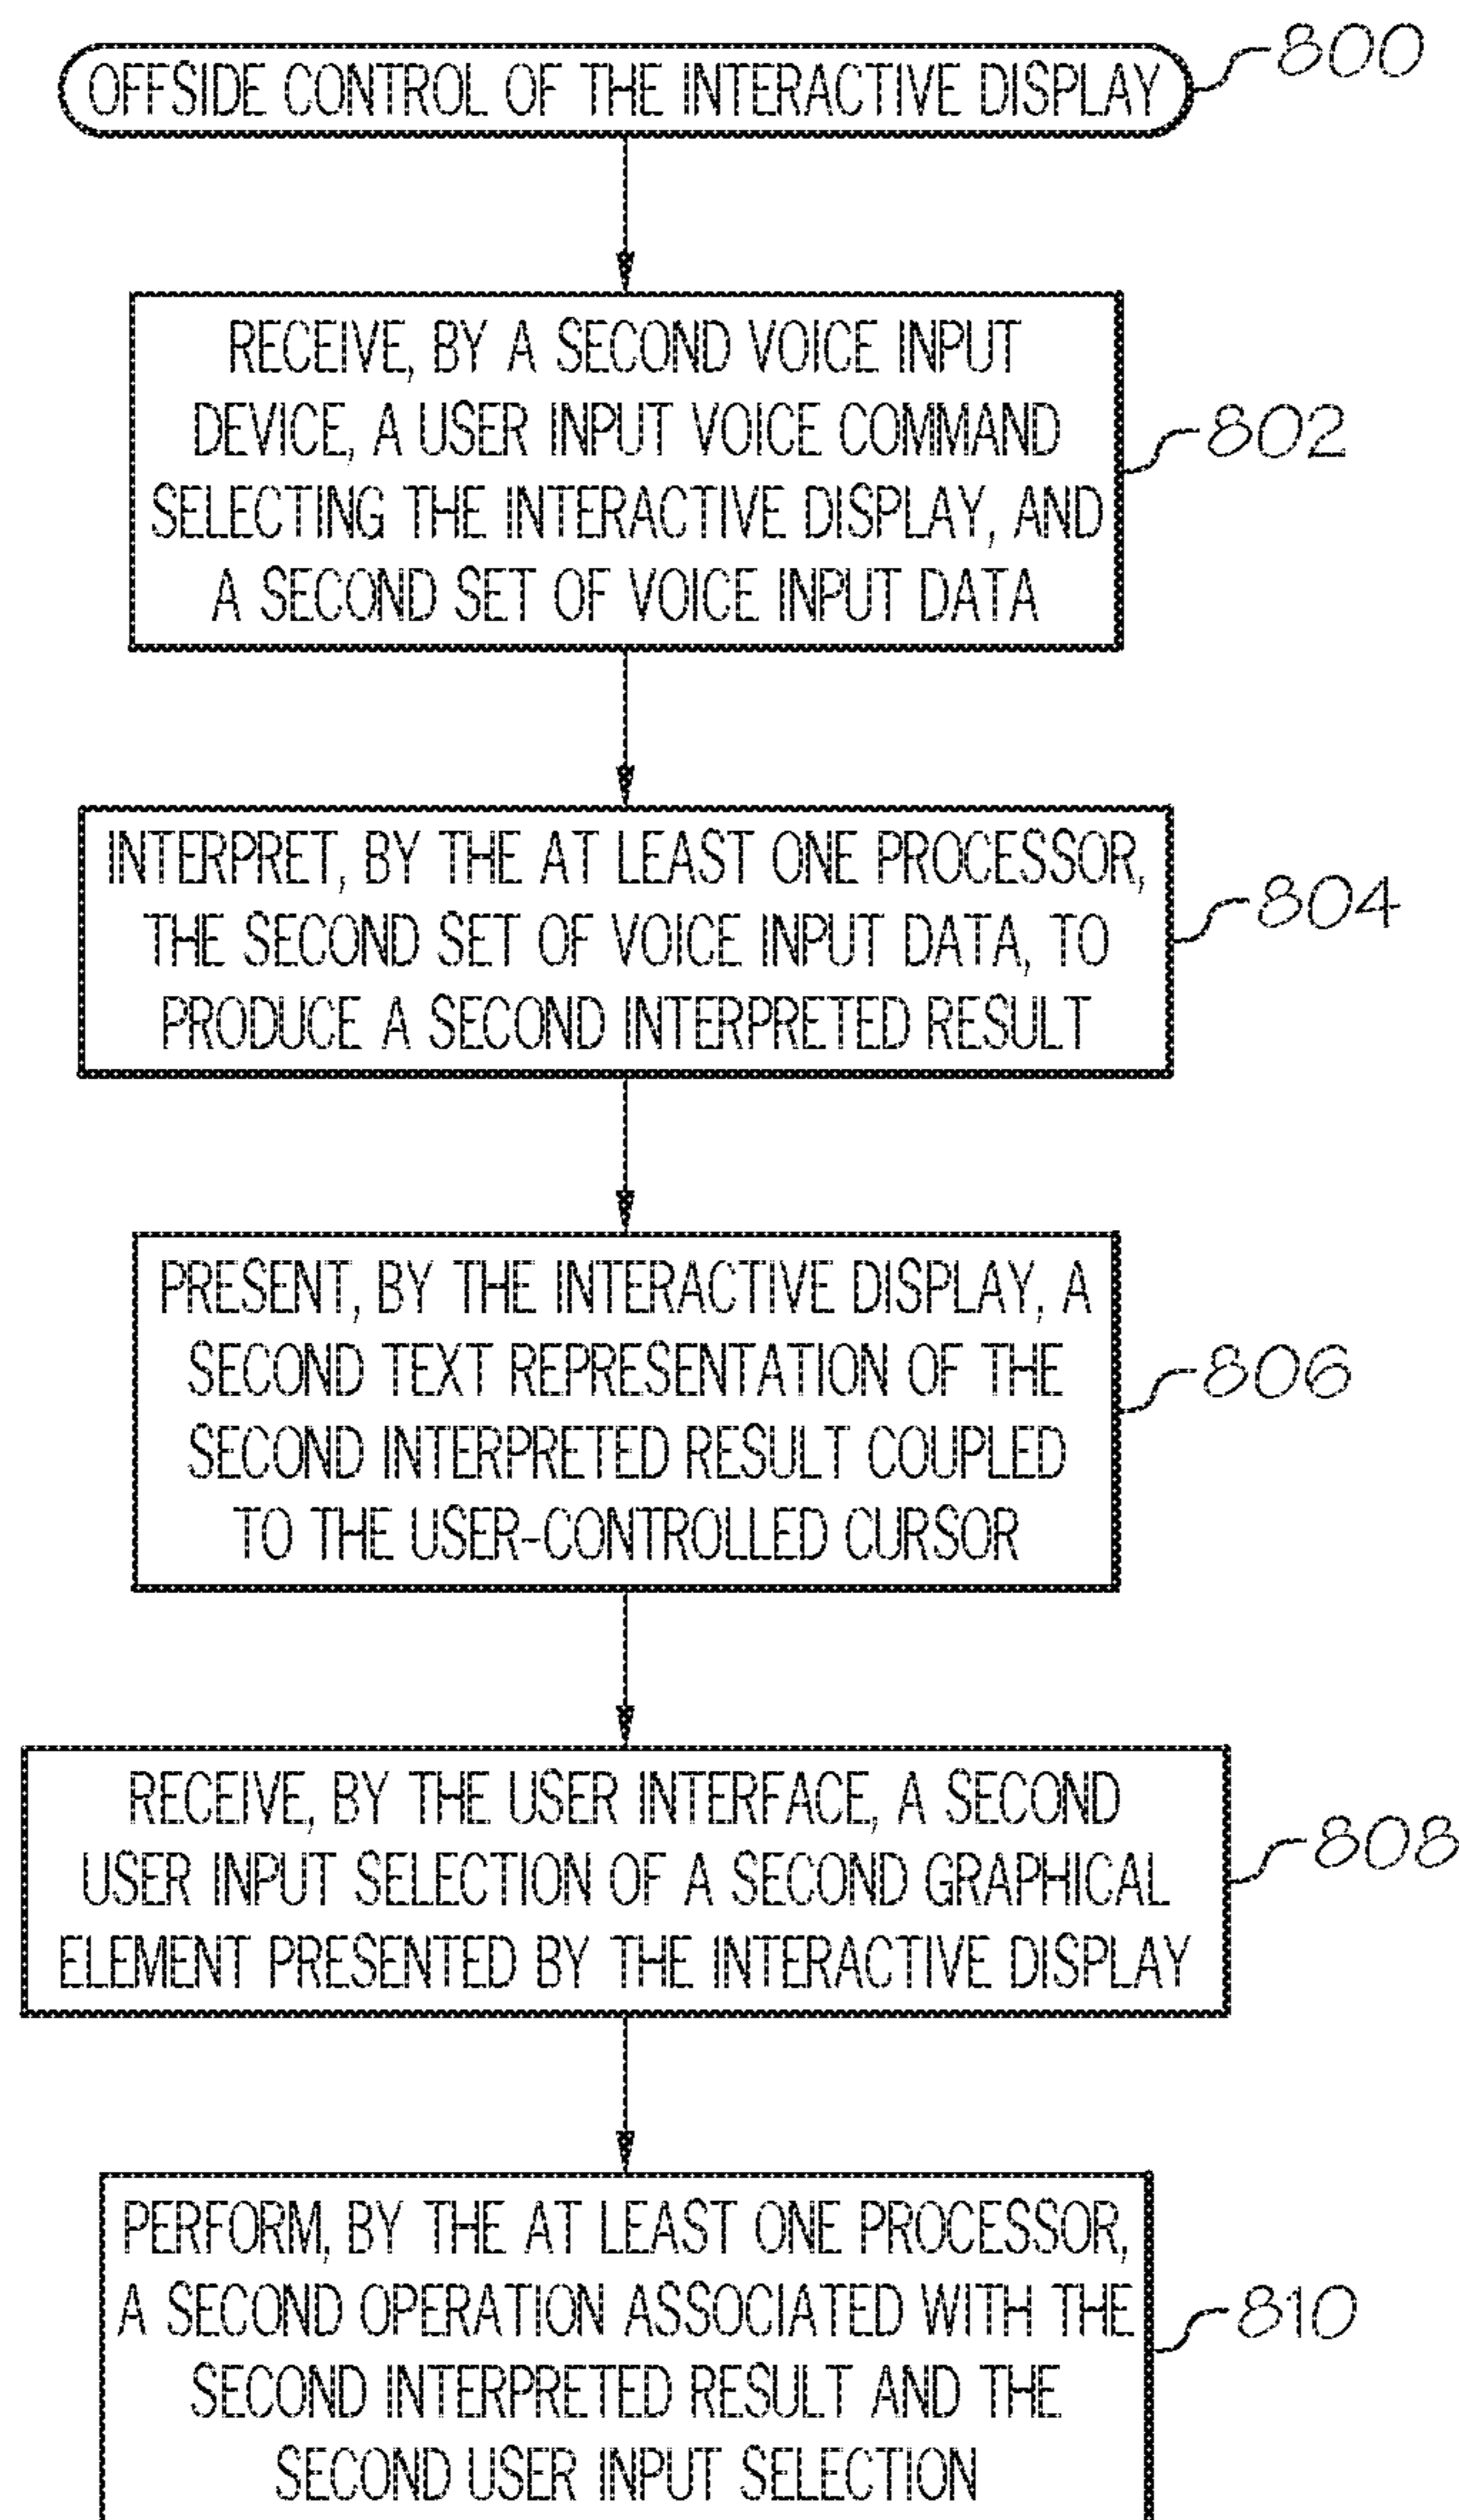 OFFSIDE CONTROL OF THE INTERACTIVE DISPLAY
800
RECEIVE, BY A SECOND VOICE INPUT
DEVICE, A USER INPUT VOICE COMMAND
SELECTING THE INTERACTIVE DISPLAY, AND
A SECOND SET OF VOICE INPUT DATA
802
INTERPRET, BY THE AT LEAST ONE PROCESSOR,
THE SECOND SET OF VOICE INPUT DATA, TO
PRODUCE A SECOND INTERPRETED RESULT
804
PRESENT, BY THE INTERACTIVE DISPLAY, A
SECOND TEXT REPRESENTATION OF THE
SECOND INTERPRETED RESULT COUPLED
TO THE USER-CONTROLLED CURSOR
806
RECEIVE, BY THE USER INTERFACE, A SECOND
USER INPUT SELECTION OF A SECOND GRAPHICAL
ELEMENT PRESENTED BY THE INTERACTIVE DISPLAY
808
PERFORM, BY THE AT LEAST ONE PROCESSOR,
A SECOND OPERATION ASSOCIATED WITH THE
SECOND INTERPRETED RESULT AND THE
SECOND USER INPUT SELECTION
810